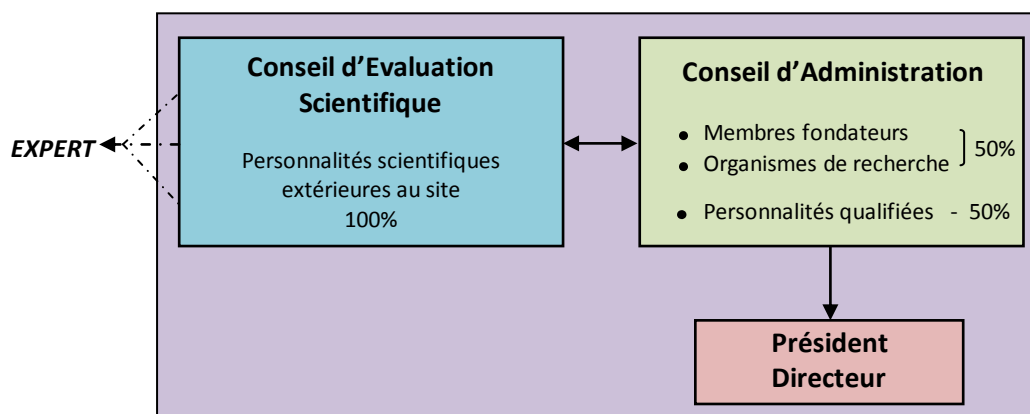 EXPERT
Conseil d’Evaluation
Scientifique
Personnalités scientifiques
extérieures au site
100%
Conseil d’Administration
• Membres fondateurs
• Organismes de recherche
50%
• Personnalités qualifiées - 50%
Président
Directeur